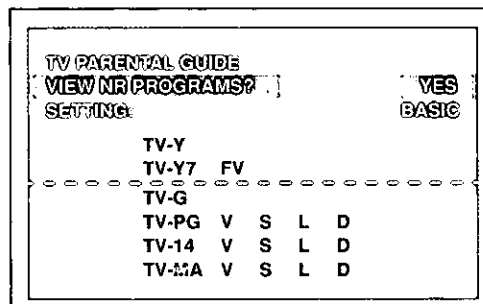 TV PARENTAL GUIDE
VIEW NR PROGRAMS? YES
SETTING: BASIC
TV-Y
TV-Y7 FV
TV-G
TV-PG V S L D
TV-14 V S L D
TV-MA V S L D